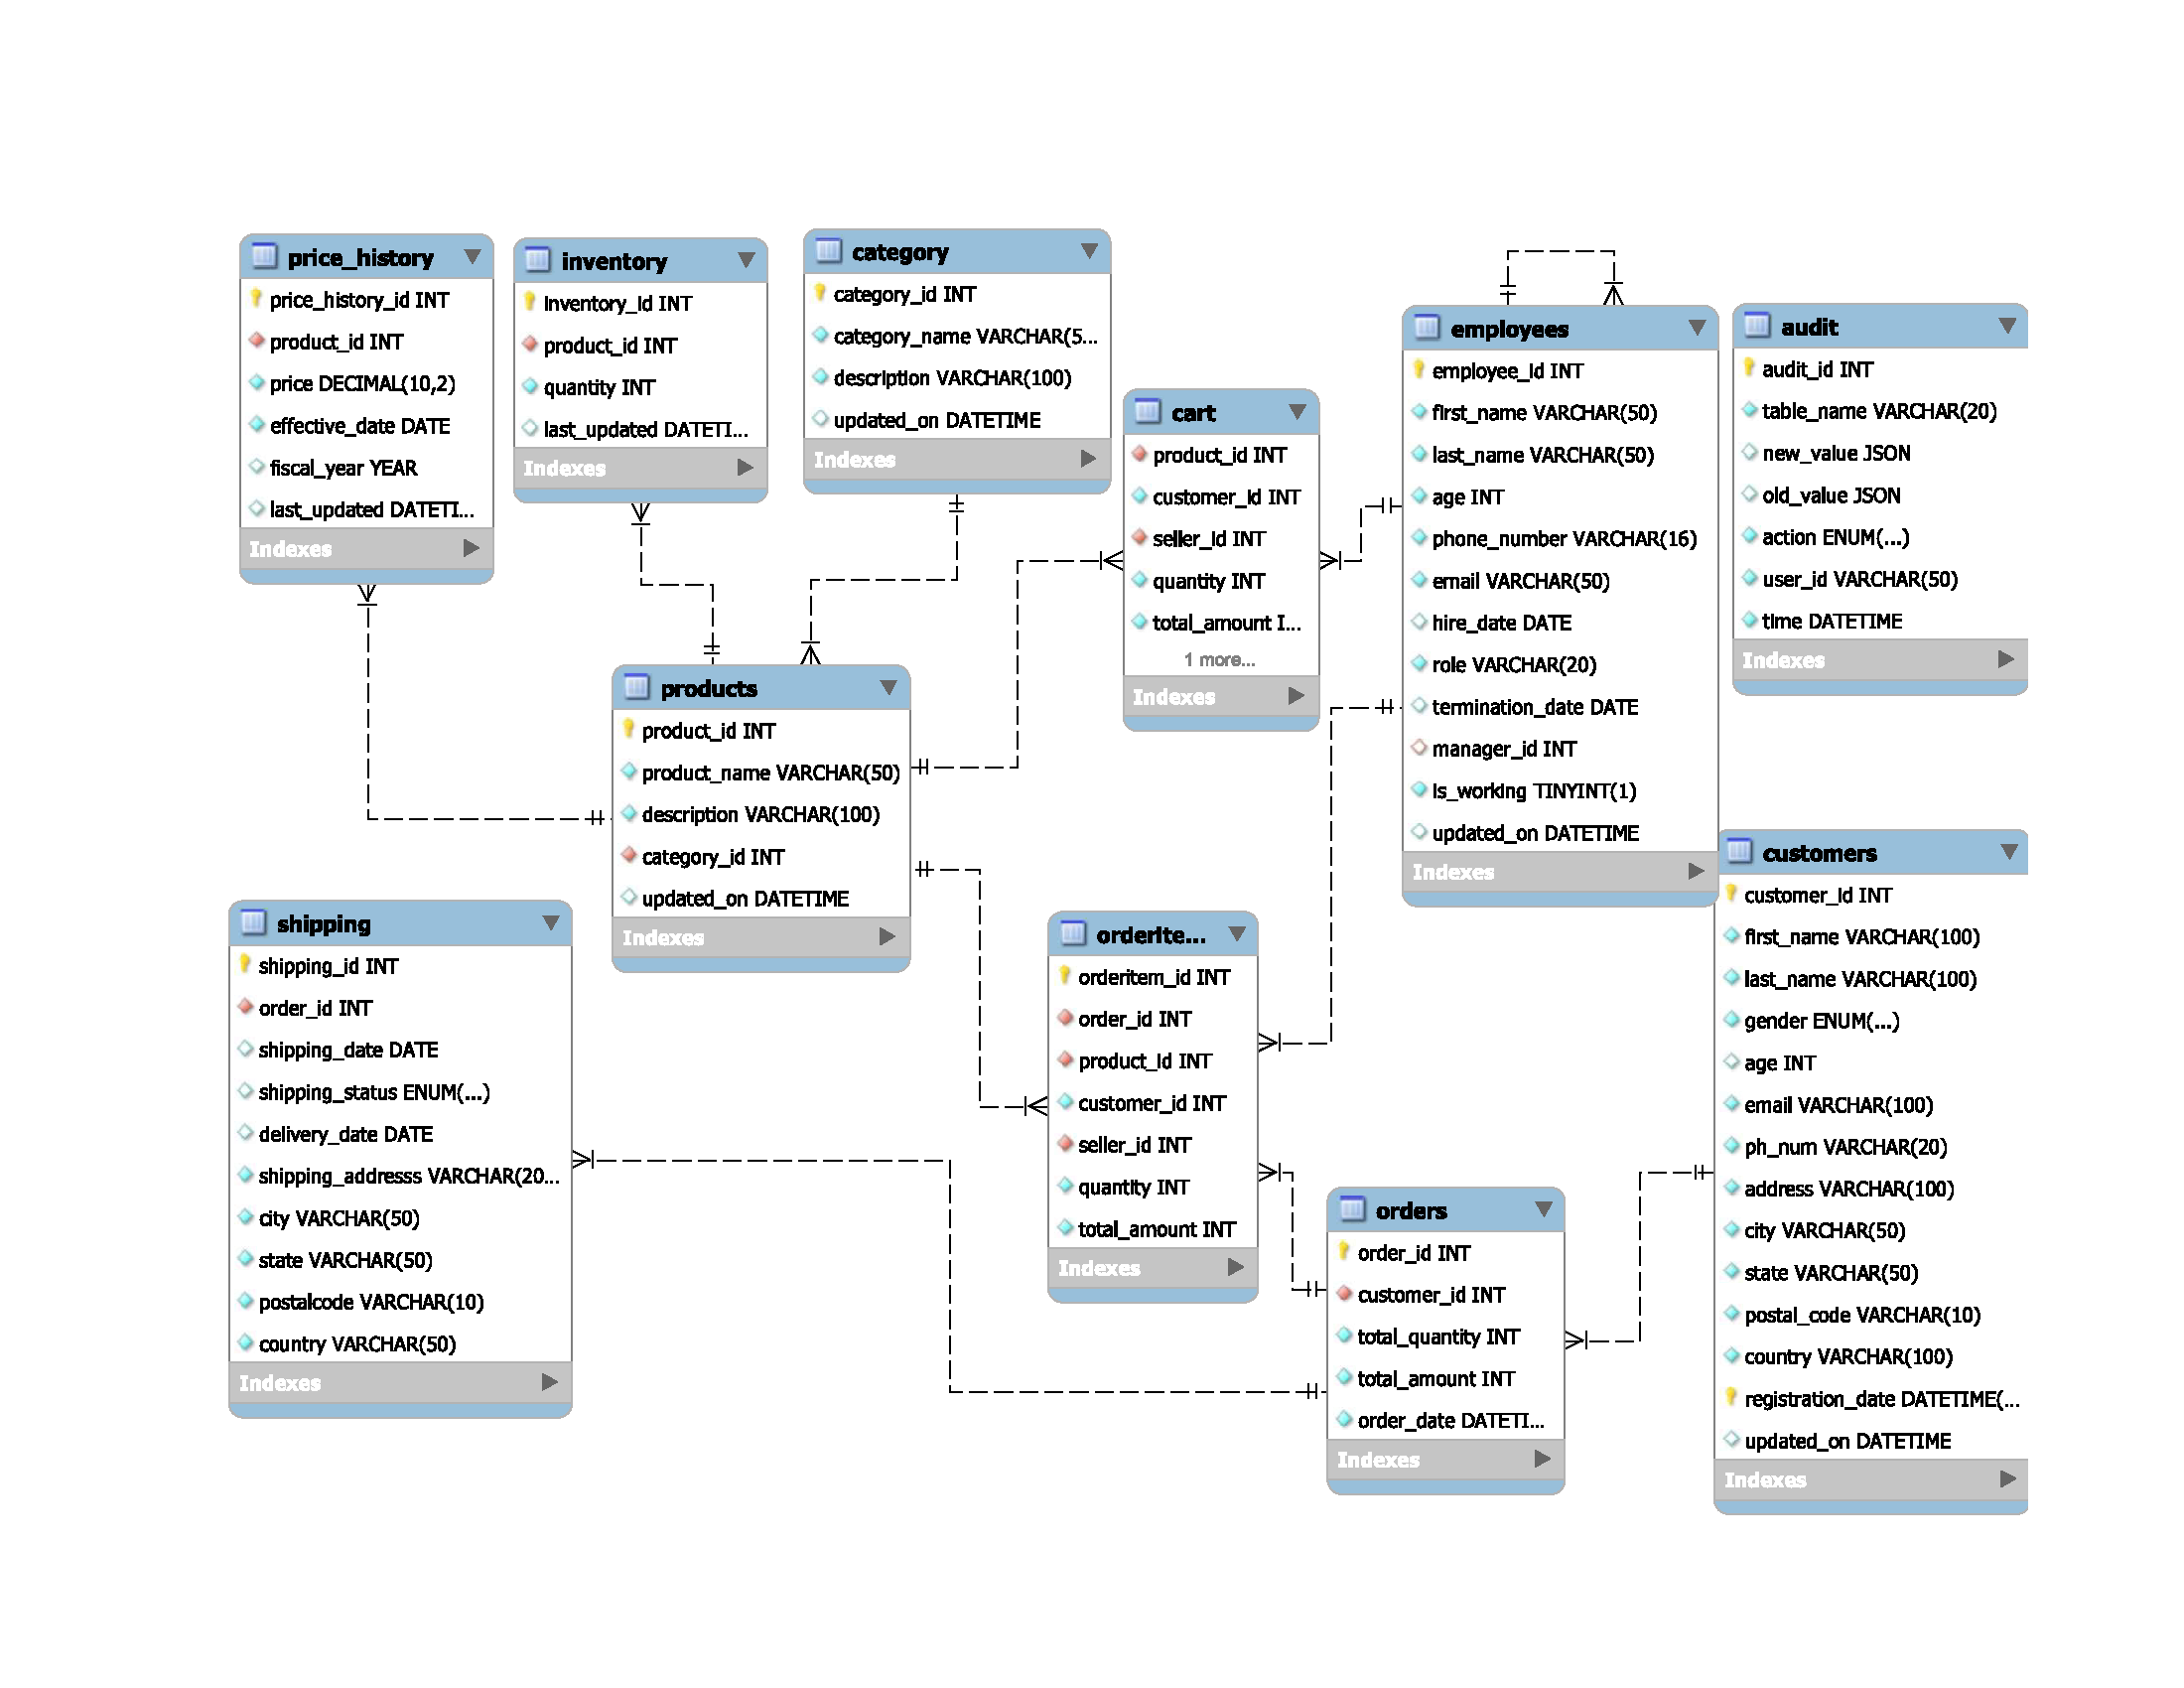 price_history
price_history_id INT
product_id INT
price DECIMAL(10,2)
effective_date DATE
fiscal_year YEAR
last_updated DATETI...
Indexes
inventory
inventory_id INT
product_id INT
quantity INT
last_updated DATETI...
Indexes
category
category_id INT
category_name VARCHAR(5...
description VARCHAR(100)
updated_on DATETIME
Indexes
cart
product_id INT
customer_id INT
seller_id INT
quantity INT
total_amount I...
1 more...
Indexes
employees
employee_id INT
first_name VARCHAR(50)
last_name VARCHAR(50)
age INT
phone_number VARCHAR(16)
email VARCHAR(50)
hire_date DATE
role VARCHAR(20)
termination_date DATE
manager_id INT
is_working TINYINT(1)
updated_on DATETIME
Indexes
audit
audit_id INT
table_name VARCHAR(20)
new_value JSON
old_value JSON
action ENUM(...)
user_id VARCHAR(50)
time DATETIME
Indexes
products
product_id INT
product_name VARCHAR(50)
description VARCHAR(100)
category_id INT
updated_on DATETIME
Indexes
shipping
shipping_id INT
order_id INT
shipping_date DATE
shipping_status ENUM(...)
delivery_date DATE
shipping_addresss VARCHAR(20...
city VARCHAR(50)
state VARCHAR(50)
postalcode VARCHAR(10)
country VARCHAR(50)
Indexes
orderite...
orderitem_id INT
order_id INT
product_id INT
customer_id INT
seller_id INT
quantity INT
total_amount INT
Indexes
orders
order_id INT
customer_id INT
total_quantity INT
total_amount INT
order_date DATETI...
Indexes
customers
customer_id INT
first_name VARCHAR(100)
last_name VARCHAR(100)
gender ENUM(...)
age INT
email VARCHAR(100)
ph_num VARCHAR(20)
address VARCHAR(100)
city VARCHAR(50)
state VARCHAR(50)
postal_code VARCHAR(10)
country VARCHAR(100)
registration_date DATETIME(...
updated_on DATETIME
Indexes